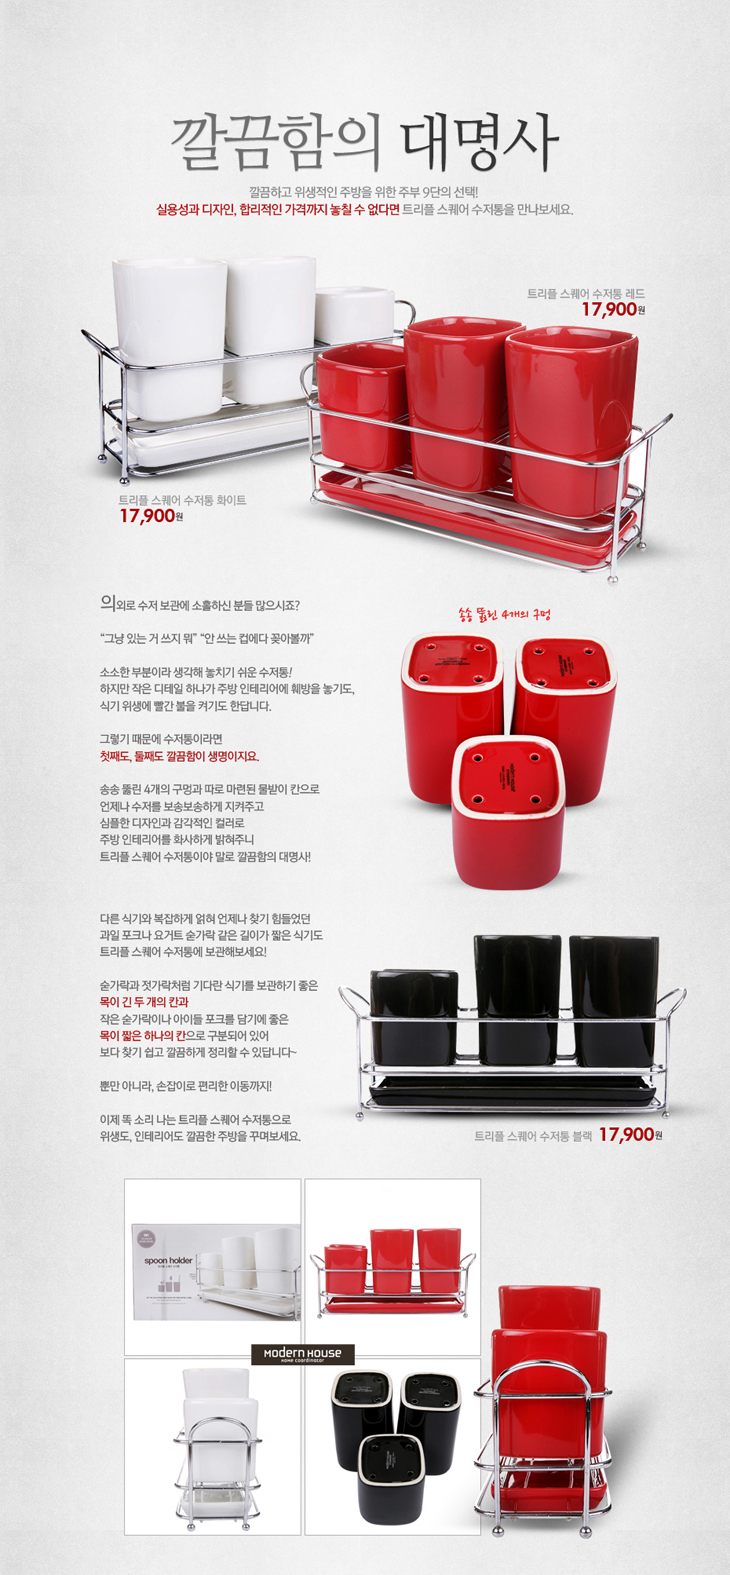 깔끔함의 대명사
깔끔하고 위생적인 주방을 위한 주부 9단의 선택!
실용성과 디자인, 합리적인 가격까지 놓칠 수 없다면 트리플 스퀘어 수저통을 만나보세요.
트리플 스퀘어 수저통 레드
17,900원
트리플 스퀘어 수저통 화이트
17,900원
의외로 수저 보관에 소홀하신 분들 많으시죠?
“그냥 있는 거 쓰지 뭐” “안 쓰는 컵에다 꽂아볼까”
소소한 부분이라 생각해 놓치기 쉬운 수저통!
하지만 작은 디테일 하나가 주방 인테리어에 훼방을 놓기도,
식기 위생에 빨간 불을 켜기도 한답니다.
그렇기 때문에 수저통이라면
첫째도, 둘째도 깔끔함이 생명이지요.
송송 뚫린 4개의 구멍과 따로 마련된 물받이 칸으로
언제나 수저를 보송보송하게 지켜주고
심플한 디자인과 감각적인 컬러로
주방 인테리어를 화사하게 밝혀주니
트리플 스퀘어 수저통이야 말로 깔끔함의 대명사!
송송 뚫린 4개의 구멍
다른 식기와 복잡하게 얽혀 언제나 찾기 힘들었던
과일 포크나 요거트 숟가락 같은 길이가 짧은 식기도
트리플 스퀘어 수저통에 보관해보세요!
숟가락과 젓가락처럼 기다란 식기를 보관하기 좋은
목이 긴 두 개의 칸과
작은 숟가락이나 아이들 포크를 담기에 좋은
목이 짧은 하나의 칸으로 구분되어 있어
보다 찾기 쉽고 깔끔하게 정리할 수 있답니다~
뿐만 아니라, 손잡이로 편리한 이동까지!
이제 똑 소리 나는 트리플 스퀘어 수저통으로
위생도, 인테리어도 깔끔한 주방을 꾸며보세요.
트리플 스퀘어 수저통 블랙 17,900원
spoon holder
MODERN HOUSE
HOME COORDINATOR